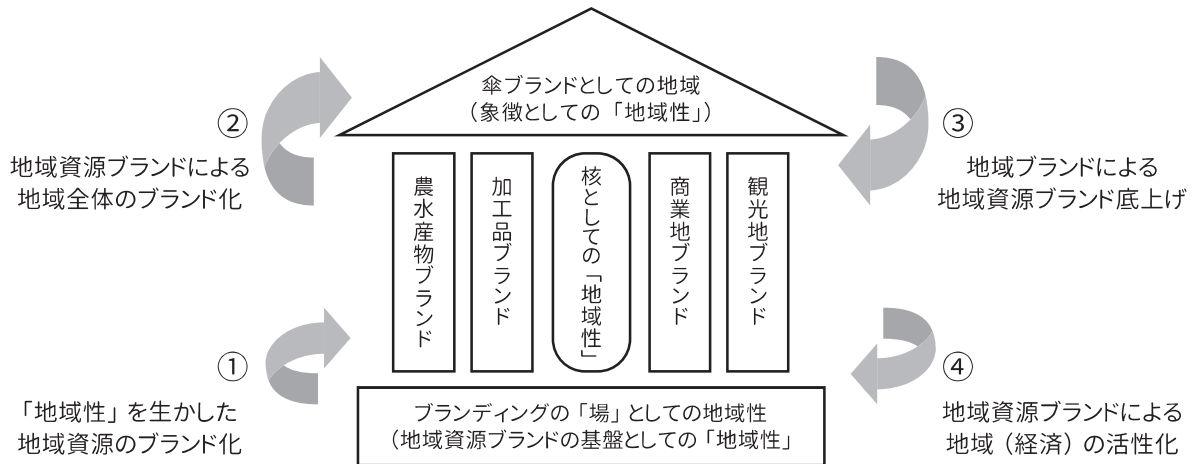 傘ブランドとしての地域
（象徴としての「地域性」）
②
地域資源ブランドによる
地域全体のブランド化
③
地域ブランドによる
地域資源ブランド底上げ
農水産物ブランド
加工品ブランド
核としての「地域性」
商業地ブランド
観光地ブランド
①
「地域性」を生かした
地域資源のブランド化
④
地域資源ブランドによる
地域（経済）の活性化
ブランディングの「場」としての地域性
（地域資源ブランドの基盤としての「地域性」